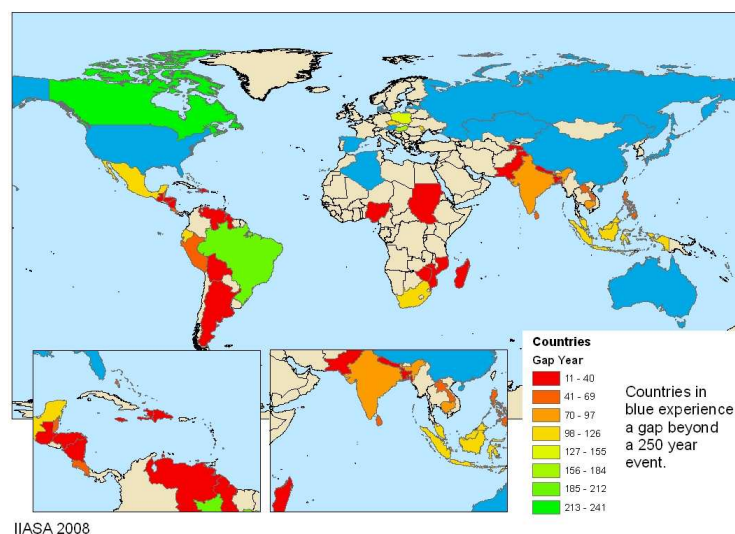 Countries
Gap Year
11 - 40
41 - 69
70 - 97
98 - 126
127 - 155
156 - 184
185 - 212
213 - 241
Countries in
blue experience
a gap beyond
a 250 year
event.
IIASA 2008